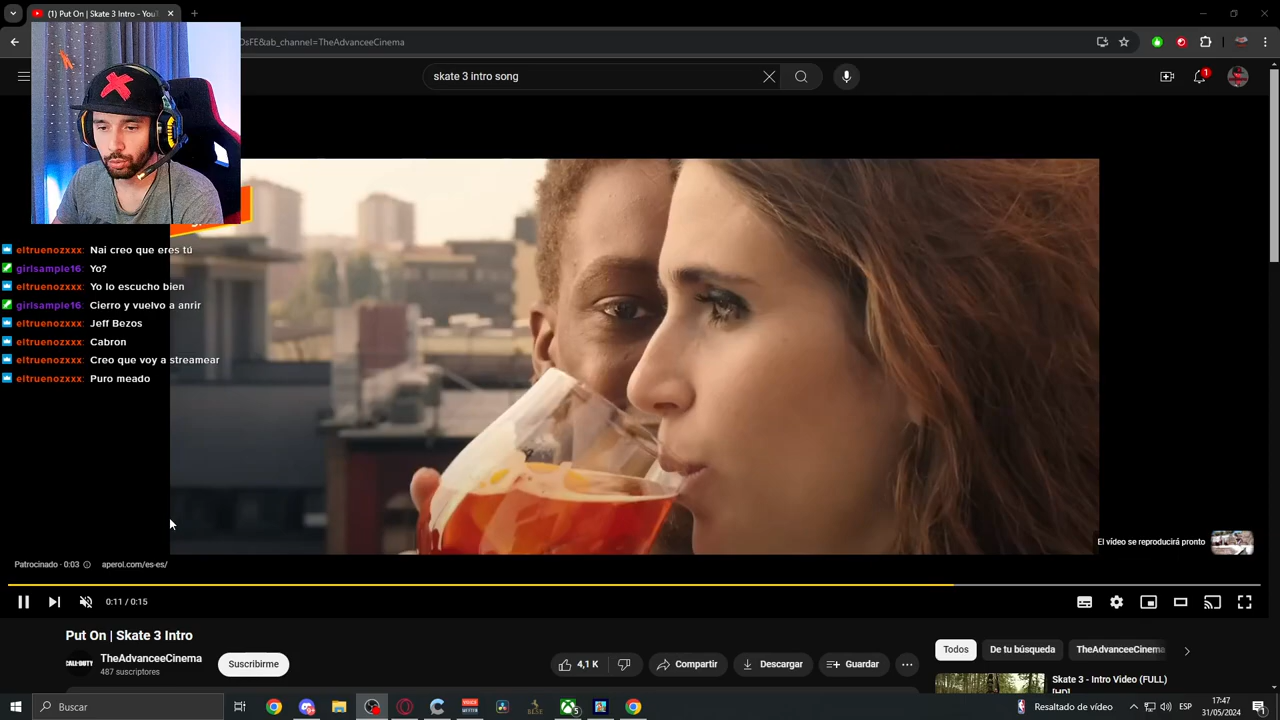 (1) Put On | Skate 3 Intro - YouT
DsFE&ab_channel=TheAdvanceeCinema
skate 3 intro song
1
eltruenozxxx: Nai creo que eres tú
girlsample16: Yo?
eltruenozxxx: Yo lo escucho bien
girlsample16: Cierro y vuelvo a anrir
eltruenozxxx: Jeff Bezos
eltruenozxxx: Cabron
eltruenozxxx: Creo que voy a streamear
eltruenozxxx: Puro meado
El vídeo se reproducirá pronto
Patrocinado · 0:03 aperol.com/es-es/
0:11 / 0:15
Put On | Skate 3 Intro
CALL·DUTY
TheAdvanceeCinema
487 suscriptores
Suscribirme
4,1 K
Compartir
Descargar
Guardar
Todos
De tu búsqueda
TheAdvanceeCinema
Skate 3 - Intro Video (FULL)
[HD]
Buscar
Resaltado de vídeo
ESP
17:47
31/05/2024